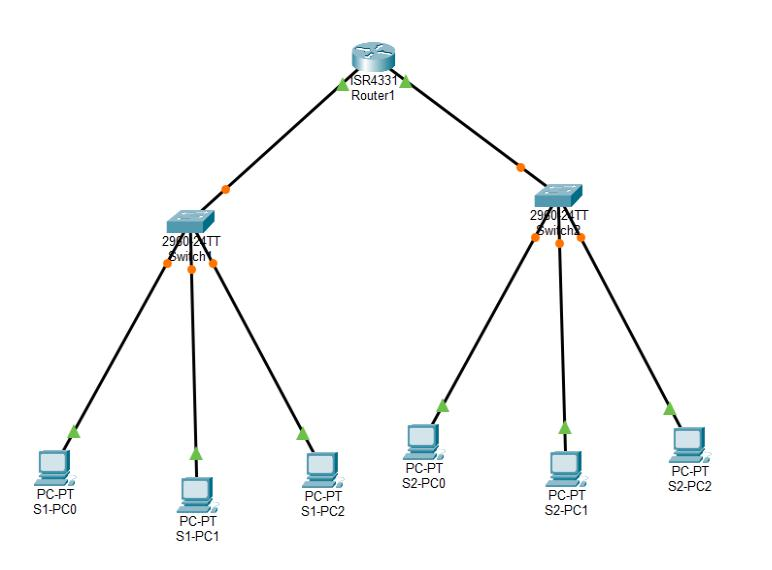 ISR4331
Router1
2960-24TT
Switch1
2960-24TT
Switch2
PC-PT
S1-PC0
PC-PT
S1-PC1
PC-PT
S1-PC2
PC-PT
S2-PC0
PC-PT
S2-PC1
PC-PT
S2-PC2